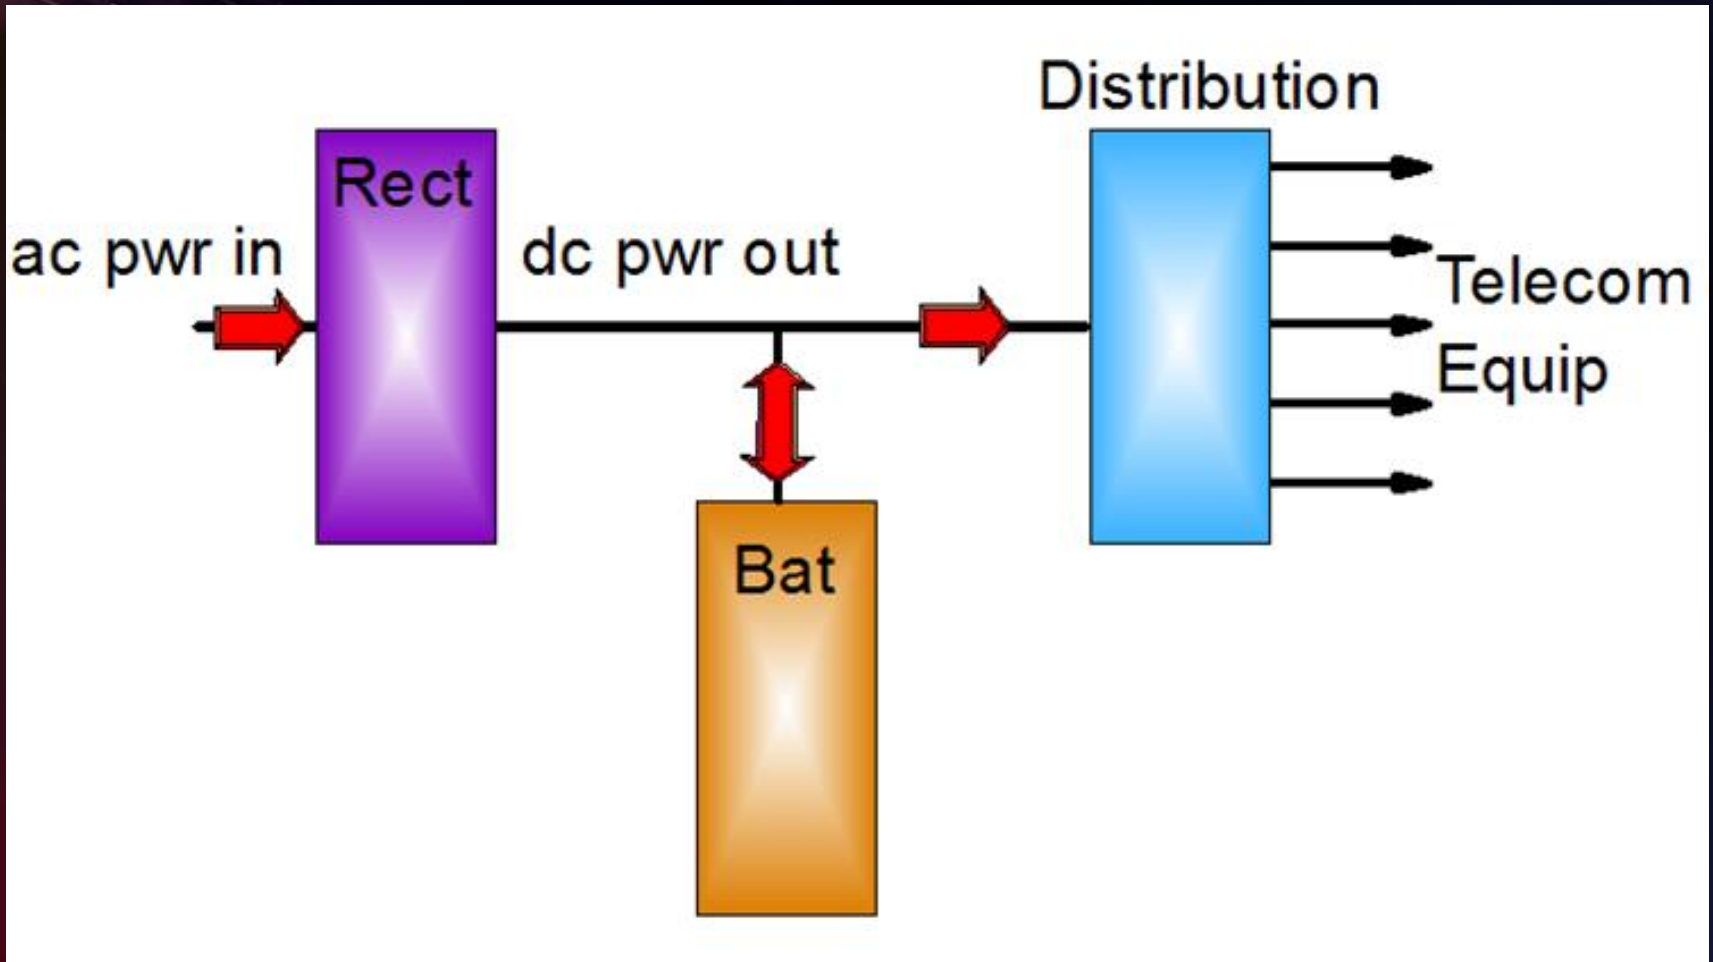 Distribution
Rect
ac pwr in
dc pwr out
Telecom
Equip
Bat